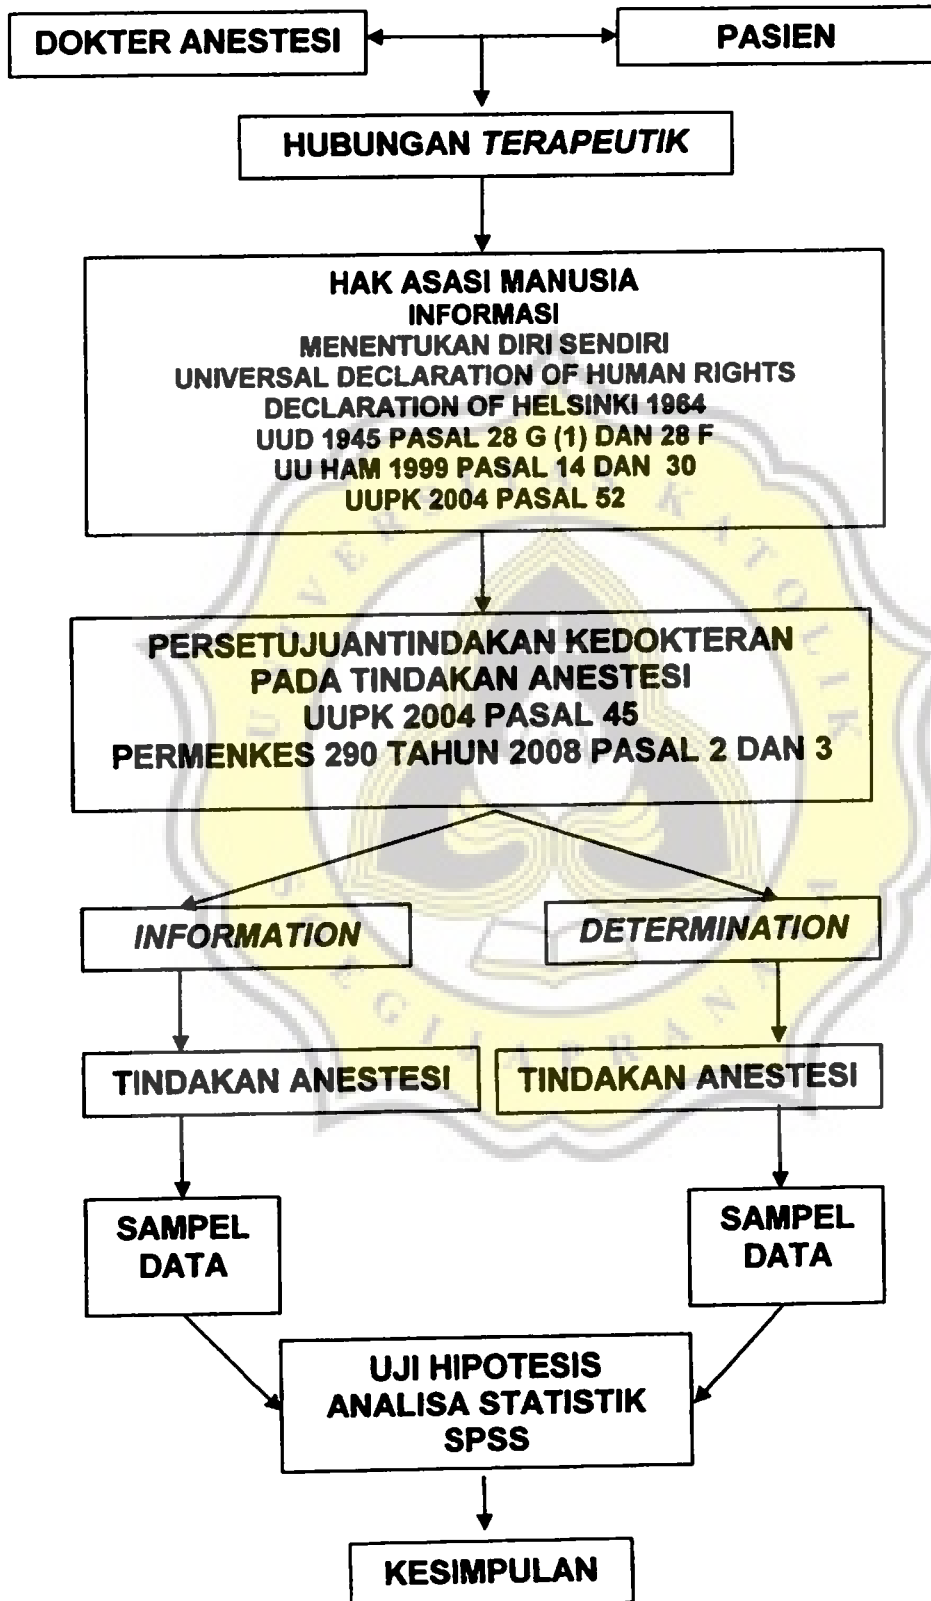 DOKTER ANESTESI
PASIEN
HUBUNGAN TERAPEUTIK
HAK ASASI MANUSIA
INFORMASI
MENENTUKAN DIRI SENDIRI
UNIVERSAL DECLARATION OF HUMAN RIGHTS
DECLARATION OF HELSINKI 1964
UUD 1945 PASAL 28 G (1) DAN 28 F
UU HAM 1999 PASAL 14 DAN 30
UUPK 2004 PASAL 52
PERSETUJUANTINDAKAN KEDOKTERAN
PADA TINDAKAN ANESTESI
UUPK 2004 PASAL 45
PERMENKES 290 TAHUN 2008 PASAL 2 DAN 3
INFORMATION
DETERMINATION
TINDAKAN ANESTESI
TINDAKAN ANESTESI
SAMPEL
DATA
SAMPEL
DATA
UJI HIPOTESIS
ANALISA STATISTIK
SPSS
KESIMPULAN
UNIVERSITAS KATOLIK
SOEGIJAPRANATA